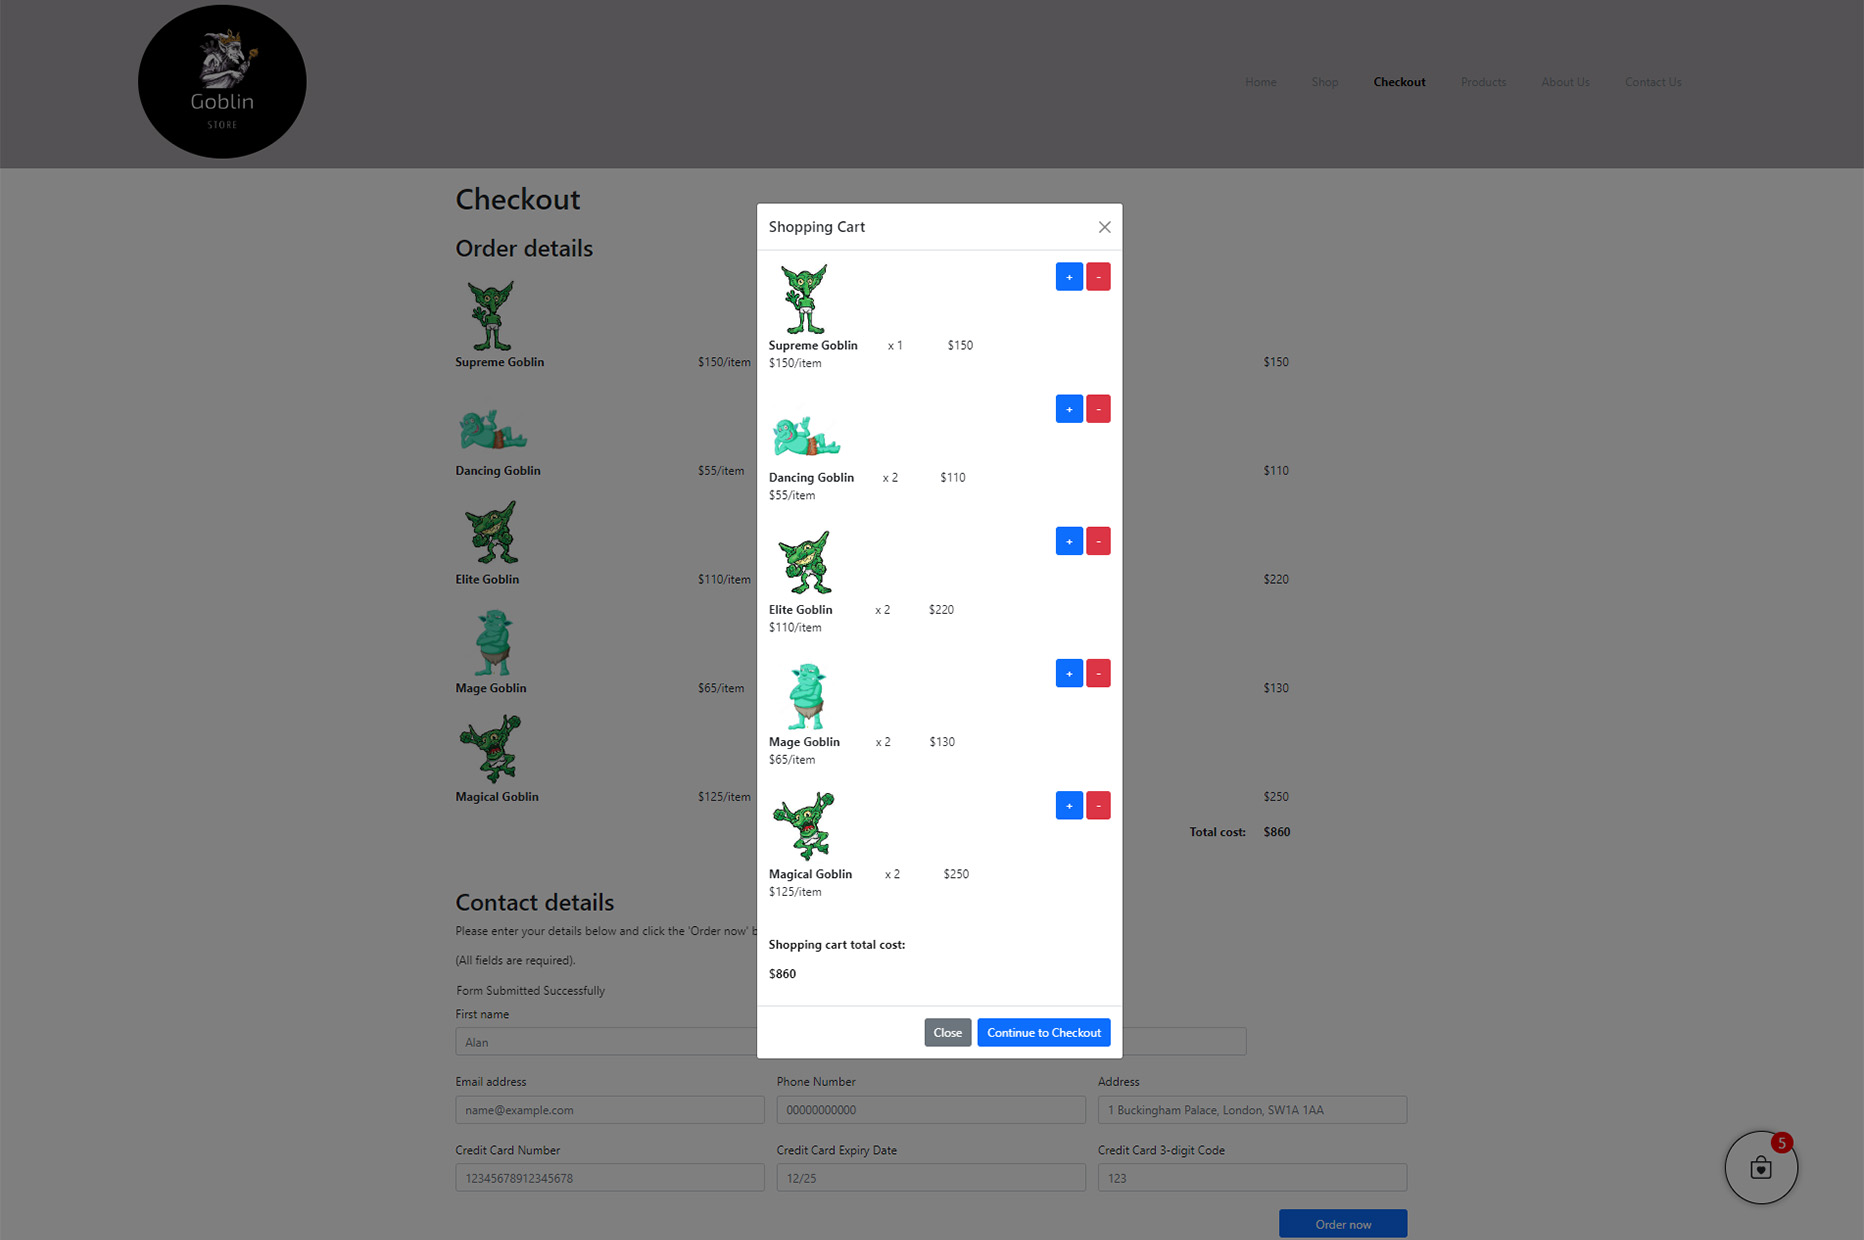 Goblin
STORE
Home Shop Checkout Products About Us Contact Us
Checkout
Order details
Supreme Goblin $150/item $150
Dancing Goblin $55/item $110
Elite Goblin $110/item $220
Mage Goblin $65/item $130
Magical Goblin $125/item $250
Total cost: $860
Shopping Cart
+ -
Supreme Goblin x 1 $150
$150/item
+ -
Dancing Goblin x 2 $110
$55/item
+ -
Elite Goblin x 2 $220
$110/item
+ -
Mage Goblin x 2 $130
$65/item
+ -
Magical Goblin x 2 $250
$125/item
Shopping cart total cost:
$860
Close Continue to Checkout
Contact details
Please enter your details below and click the 'Order now'
(All fields are required).
Form Submitted Successfully
First name
Alan
Email address Phone Number Address
name@example.com 00000000000 1 Buckingham Palace, London, SW1A 1AA
Credit Card Number Credit Card Expiry Date Credit Card 3-digit Code
12345678912345678 12/25 123
5
Order now